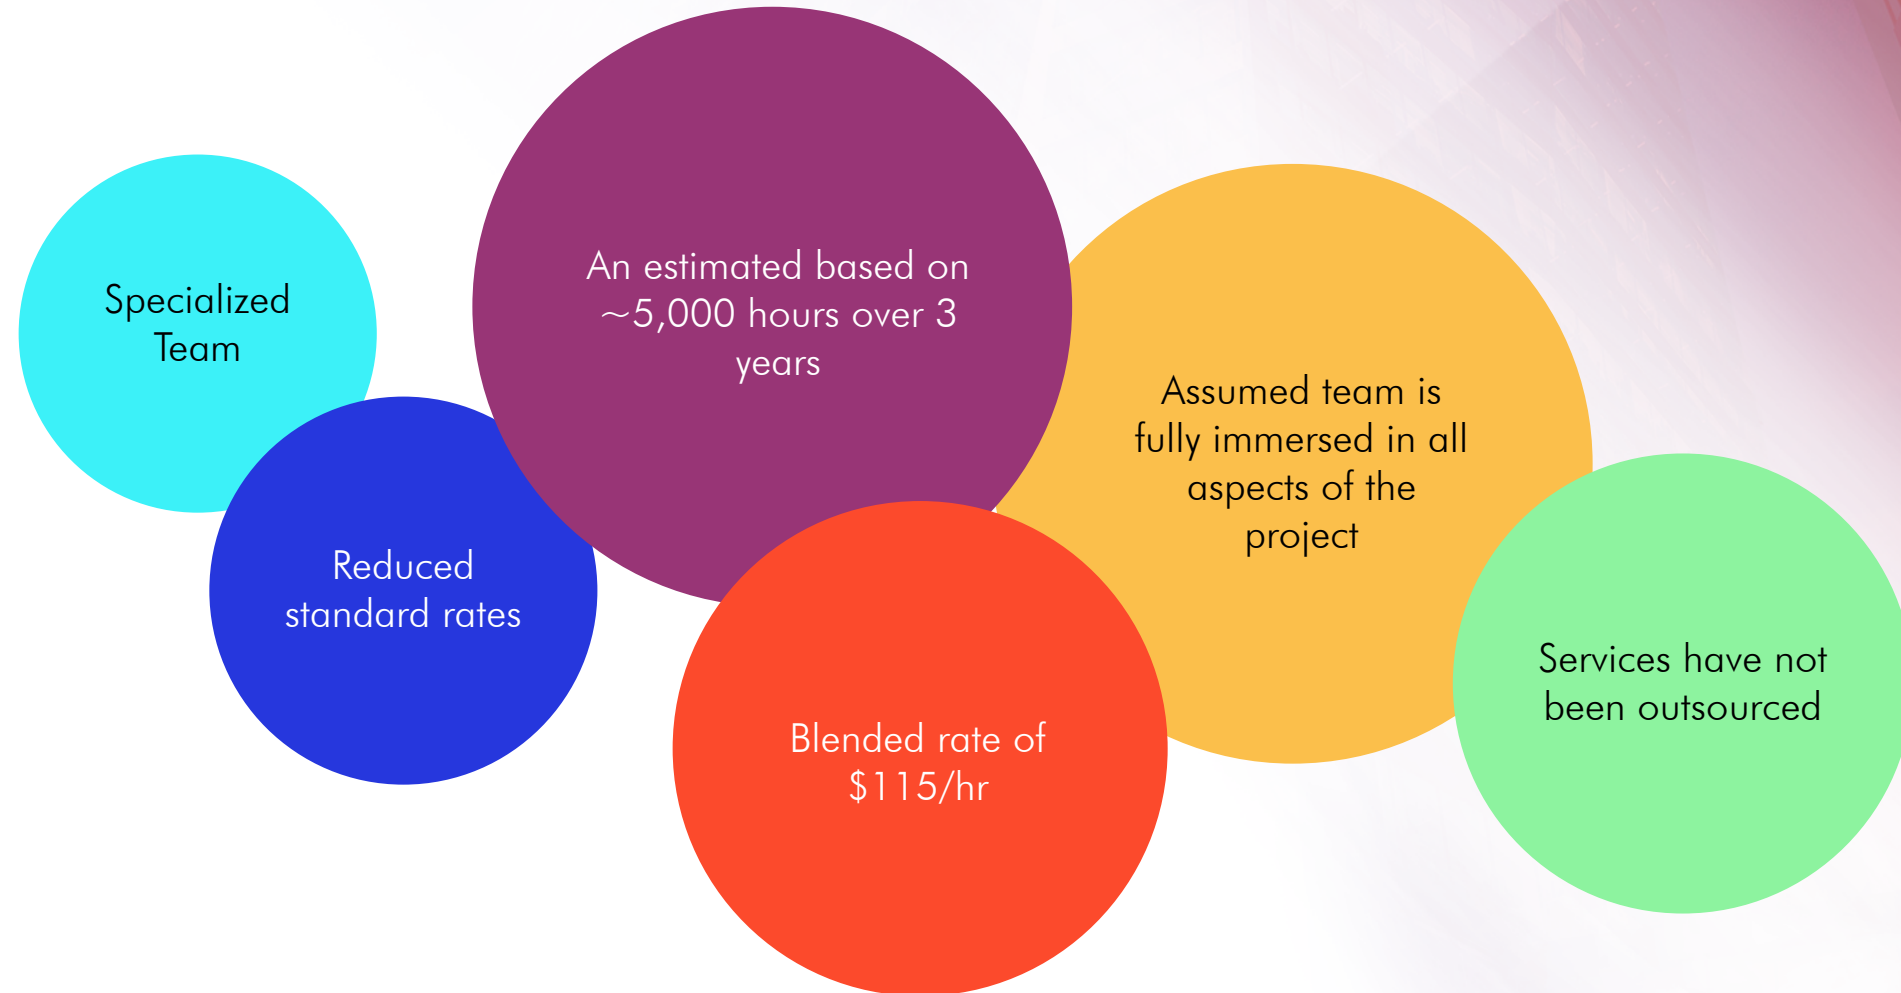 Specialized
Team
Reduced
standard rates
An estimated based on
~5,000 hours over 3
years
Blended rate of
$115/hr
Assumed team is
fully immersed in all
aspects of the
project
Services have not
been outsourced